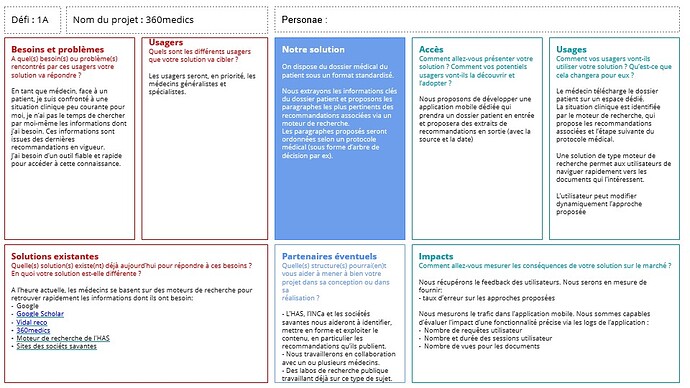 Défi : 1A
Nom du projet : 360medics
Personae :
Besoins et problèmes
A quel(s) besoin(s) ou problème(s)
rencontrés par ces usagers votre
solution va répondre ?
En tant que médecin, face à un
patient, je suis confronté à une
situation clinique peu courante pour
moi, je n'ai pas le temps de chercher
par moi-même les informations dont
j'ai besoin. Ces informations sont
issues des dernières
recommandations en vigueur.
J'ai besoin d'un outil fiable et rapide
pour accéder à cette connaissance.
Usagers
Quels sont les différents usagers
que votre solution va cibler ?
Les usagers seront, en priorité, les
médecins généralistes et
spécialistes.
Notre solution
On dispose du dossier médical du
patient sous un format standardisé.
Nous extrayons les informations clés
du dossier patient et proposons les
paragraphes les plus pertinents des
recommandations associées via un
moteur de recherche.
Les paragraphes proposés seront
ordonnées selon la logique du
protocole médical
(sous forme d'arbre de
décision par ex).
Accès
Comment allez-vous présenter votre
solution ? Comment vos potentiels
usagers vont-ils la découvrir et
l'adopter ?
Nous proposons de développer une
application mobile dédiée qui
prendra un dossier patient en entrée
et proposera des extraits de
recommandations en sortie (avec la
source et la date)
Usages
Comment vos usagers vont-ils
utiliser votre solution ? Qu'est-ce que
cela changera pour eux ?
Le médecin télécharge le dossier
patient sur un espace dédié.
La situation clinique est identifiée
par le moteur de recherche, qui
propose les recommandations
associées et l'étape suivante du
protocole médical.
Une solution de type moteur de
recherche permet aux utilisateurs de
naviguer rapidement vers les
documents qui l'intéressent.
L'utilisateur peut modifier
dynamiquement l'approche
proposée
Solutions existantes
Quelle(s) solution(s) existe(nt) déjà aujourd'hui pour répondre à ces besoins ?
En quoi votre solution est-elle différente ?
A l'heure actuelle, les médecins se basent sur des moteurs de recherche pour
retrouver rapidement les informations dont ils ont besoin:
- Google
- Google Scholar
- Vidal reco
- 360medics
- Moteur de recherche de l'HAS
- Sites des sociéts savantes
Partenaires éventuels
Quelle(s) structure(s) pourrai(en)t
vous aider à mener à bien votre
projet dans sa conception ou dans
sa
réalisation ?
- L'HAS, l'INCa et les sociétés
savantes nous aideront à identifier,
mettre en forme et exploiter le
contenu, en particulier les
recommandations qu'ils publient.
- Nous travaillerons en collaboration
avec un ou plusieurs médecins.
- Des labos de recherche publique
travaillant déjà sur ce type de sujet.
Impacts
Comment allez-vous mesurer les conséquences de votre solution sur le marché ?
Nous récupérons le feedback des utilisateurs. Nous serons en mesure de
fournir:
- taux d'erreur sur les approches proposées
Nous mesurons le trafic dans l'application mobile. Nous sommes capables
d'évaluer l'impact d'une fonctionnalité précise via les logs de l'application :
- Nombre de requêtes utilisateur
- Nombre et durée des sessions utilisateur
- Nombre de vues pour les documents